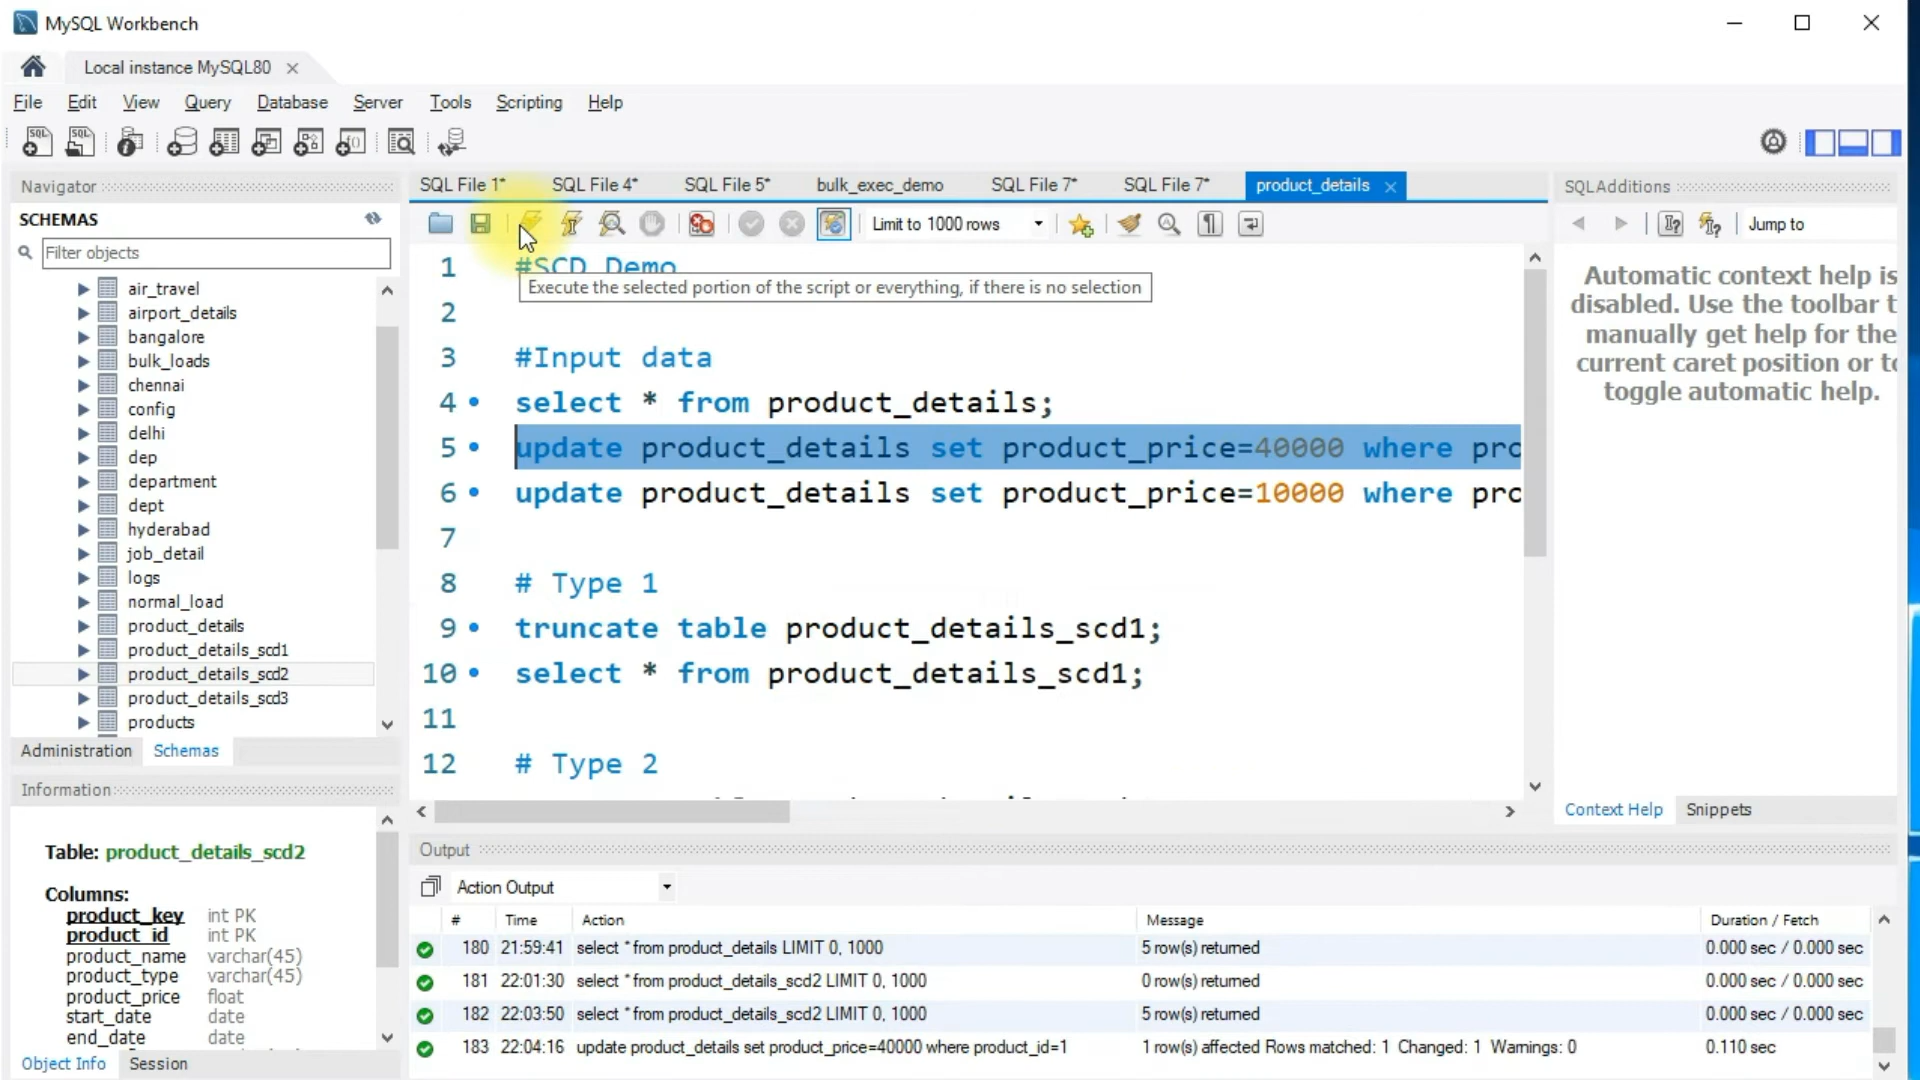 MySQL Workbench
Local instance MySQL80
File Edit View Query Database Server Tools Scripting Help
Navigator
SCHEMAS
Filter objects
air_travel
airport_details
bangalore
bulk_loads
chennai
config
delhi
dep
department
dept
hyderabad
job_detail
logs
normal_load
product_details
product_details_scd1
product_details_scd2
product_details_scd3
products
Administration Schemas
Information
Table: product_details_scd2
Columns:
product_key int PK
product_id int PK
product_name varchar(45)
product_type varchar(45)
product_price float
start_date date
end_date date
Object Info Session
SQL File 1* SQL File 4* SQL File 5* bulk_exec_demo SQL File 7* SQL File 7* product_details
Limit to 1000 rows
1 #SCD Demo
Execute the selected portion of the script or everything, if there is no selection
2
3 #Input data
4 select * from product_details;
5 update product_details set product_price=40000 where pro
6 update product_details set product_price=10000 where pro
7
8 # Type 1
9 truncate table product_details_scd1;
10 select * from product_details_scd1;
11
12 # Type 2
SQLAdditions
Jump to
Automatic context help is
disabled. Use the toolbar t
manually get help for the
current caret position or to
toggle automatic help.
Context Help Snippets
Output
Action Output
# Time Action Message Duration / Fetch
180 21:59:41 select * from product_details LIMIT 0, 1000 5 row(s) returned 0.000 sec / 0.000 sec
181 22:01:30 select * from product_details_scd2 LIMIT 0, 1000 0 row(s) returned 0.000 sec / 0.000 sec
182 22:03:50 select * from product_details_scd2 LIMIT 0, 1000 5 row(s) returned 0.000 sec / 0.000 sec
183 22:04:16 update product_details set product_price=40000 where product_id=1 1 row(s) affected Rows matched: 1 Changed: 1 Warnings: 0 0.110 sec